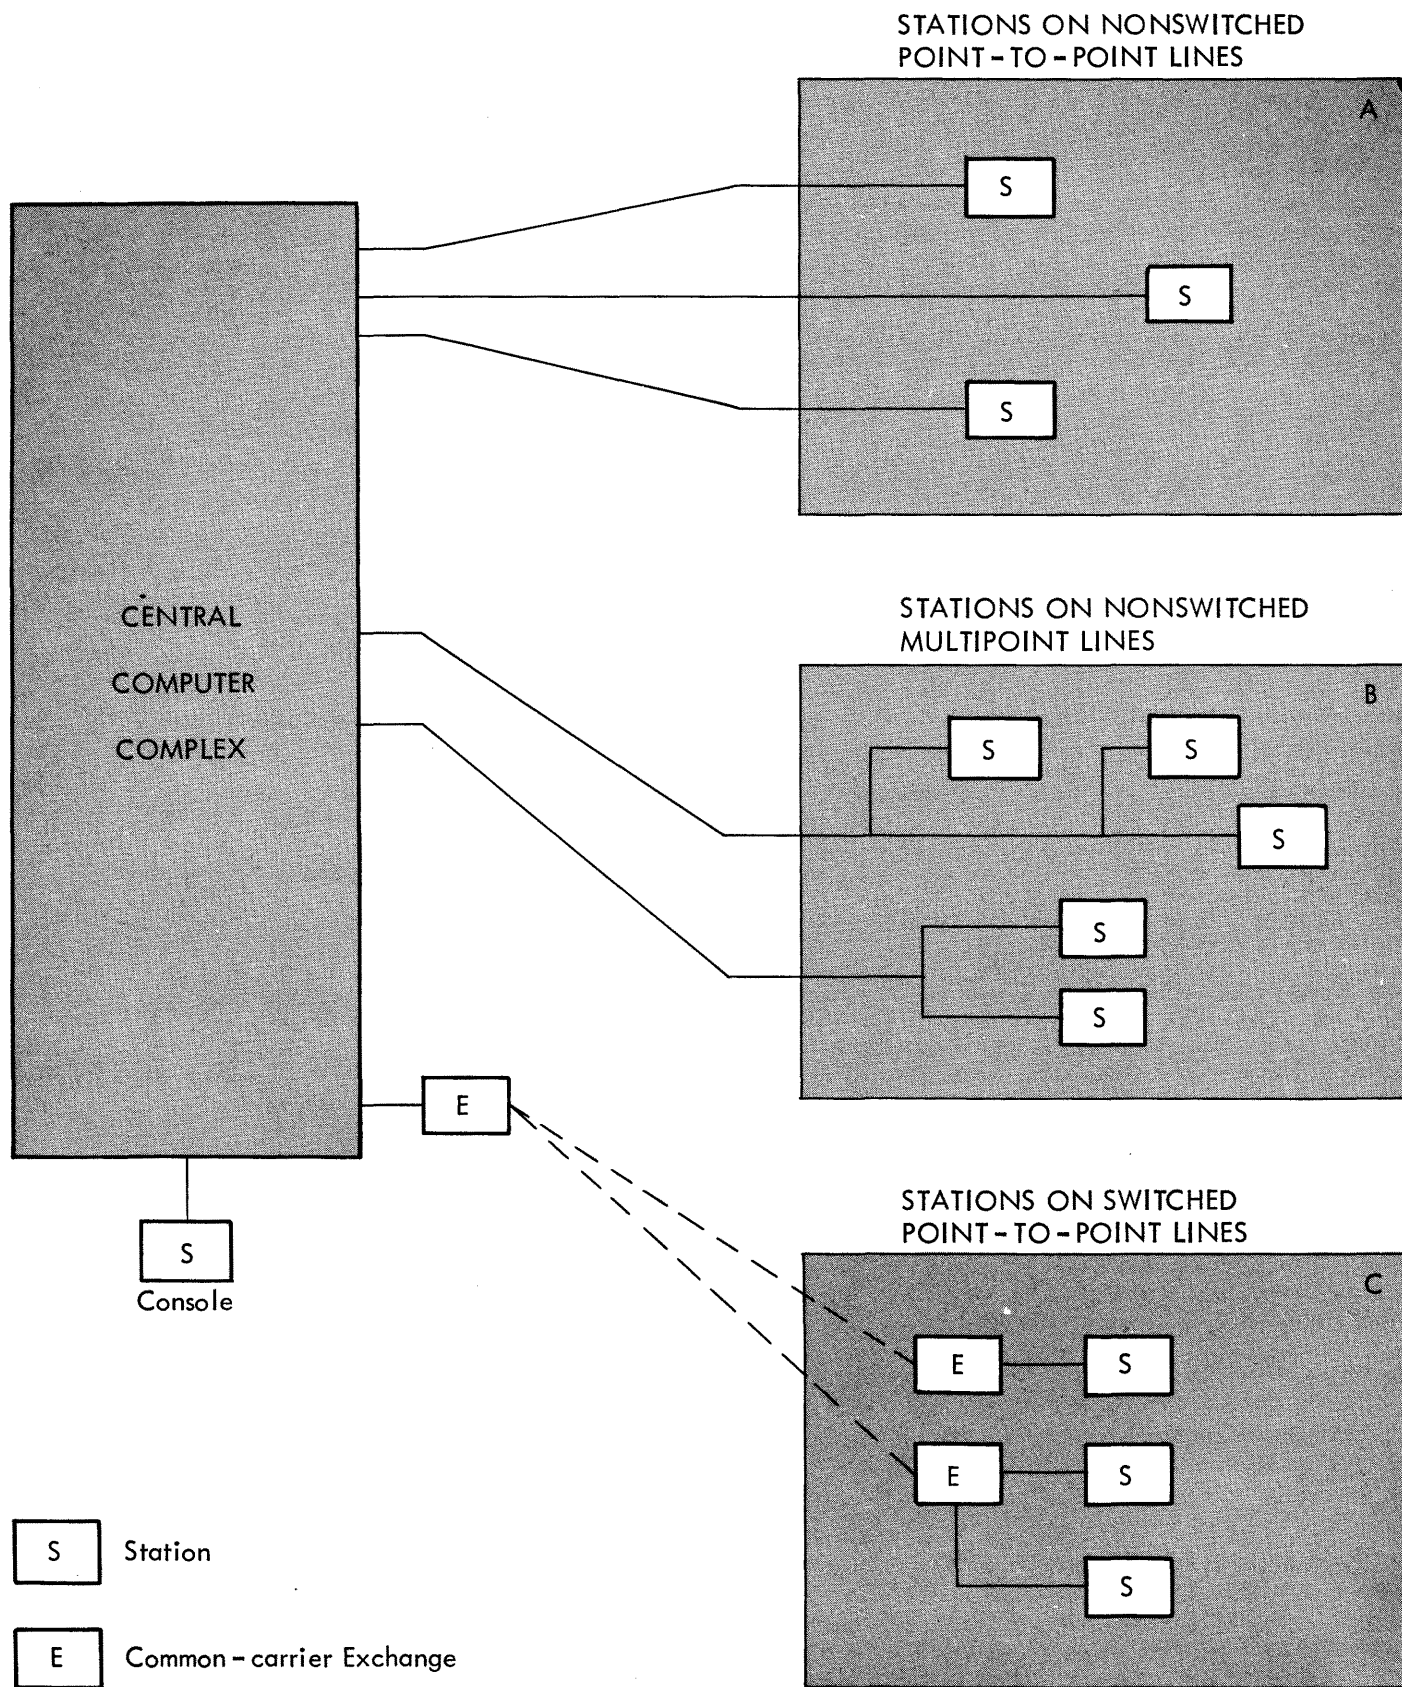 STATIONS ON NONSWITCHED
POINT-TO-POINT LINES
A
S
S
S
CENTRAL
COMPUTER
COMPLEX
STATIONS ON NONSWITCHED
MULTIPOINT LINES
B
S
S
S
S
S
E
S
Console
STATIONS ON SWITCHED
POINT-TO-POINT LINES
C
E
S
E
S
S
S
Station
E
Common-carrier Exchange